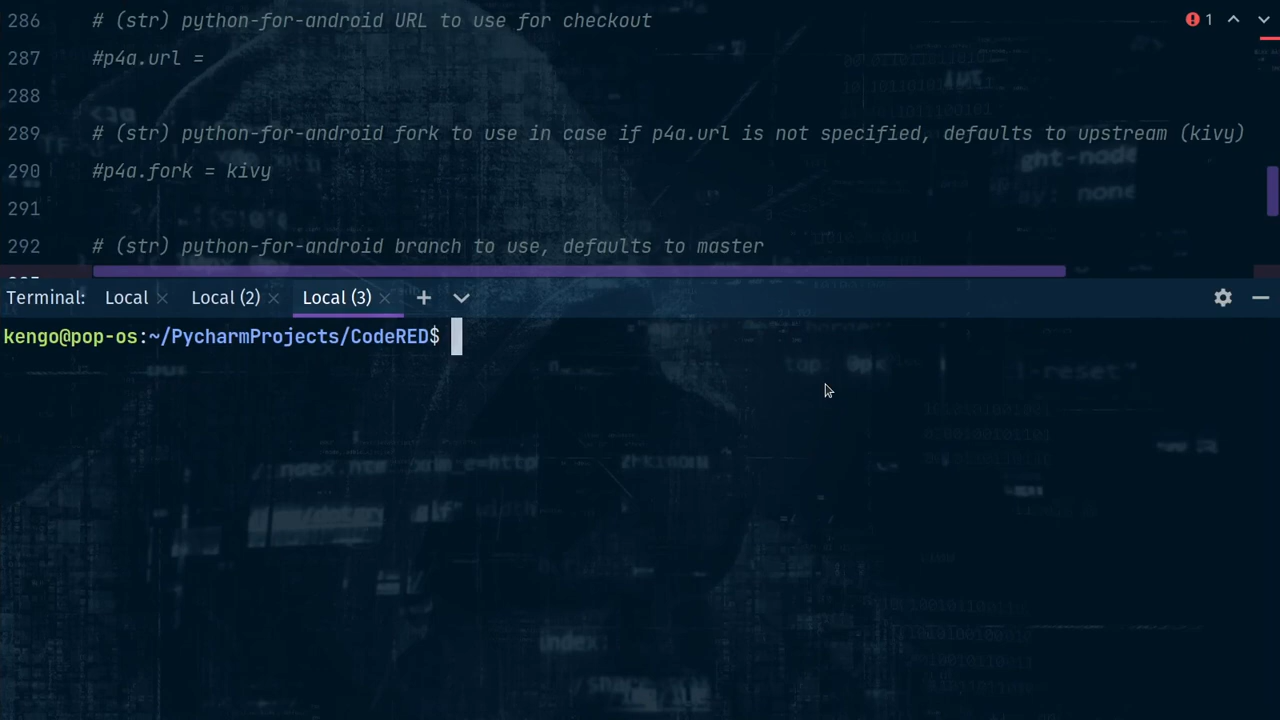 286 # (str) python-for-android URL to use for checkout
1
287 #p4a.url =
288
289 # (str) python-for-android fork to use in case if p4a.url is not specified, defaults to upstream (kivy)
290 #p4a.fork = kivy
291
292 # (str) python-for-android branch to use, defaults to master
Terminal: Local Local (2) Local (3)
kengo@pop-os:~/PycharmProjects/CodeRED$